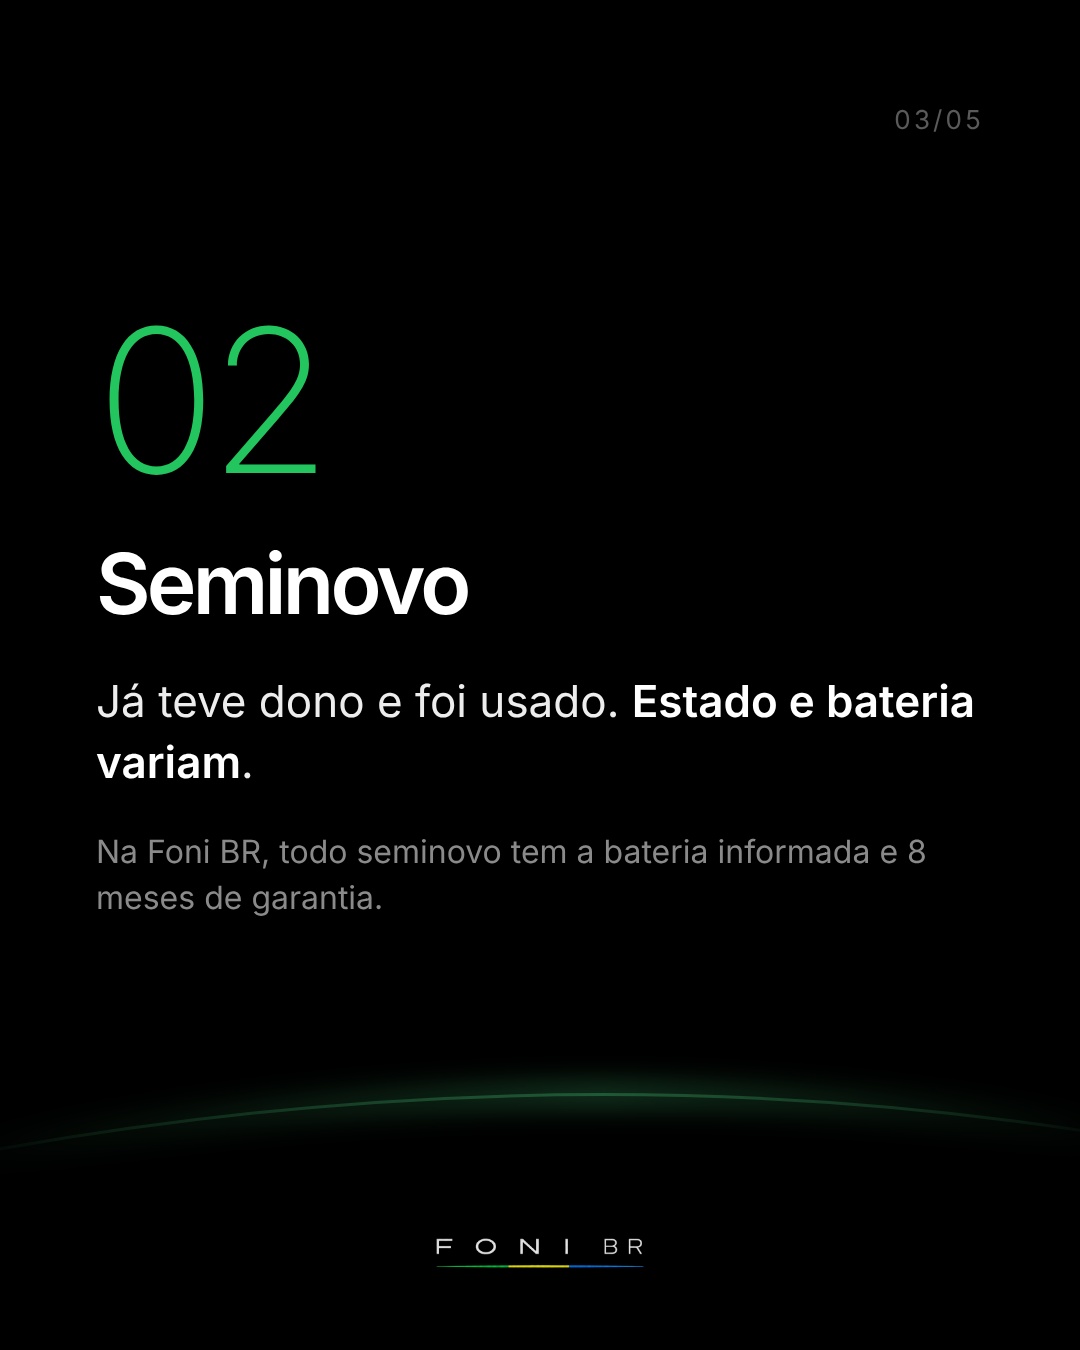 03/05
02
Seminovo
Já teve dono e foi usado. Estado e bateria
variam.
Na Foni BR, todo seminovo tem a bateria informada e 8
meses de garantia.
FONI BR